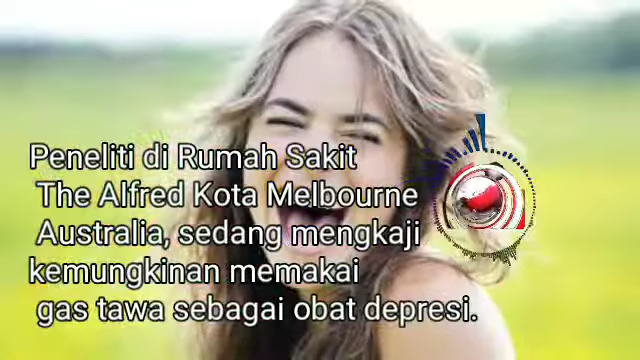 Peneliti di Rumah Sakit
The Alfred Kota Melbourne
Australia, sedang mengkaji
kemungkinan memakai
gas tawa sebagai obat depresi.